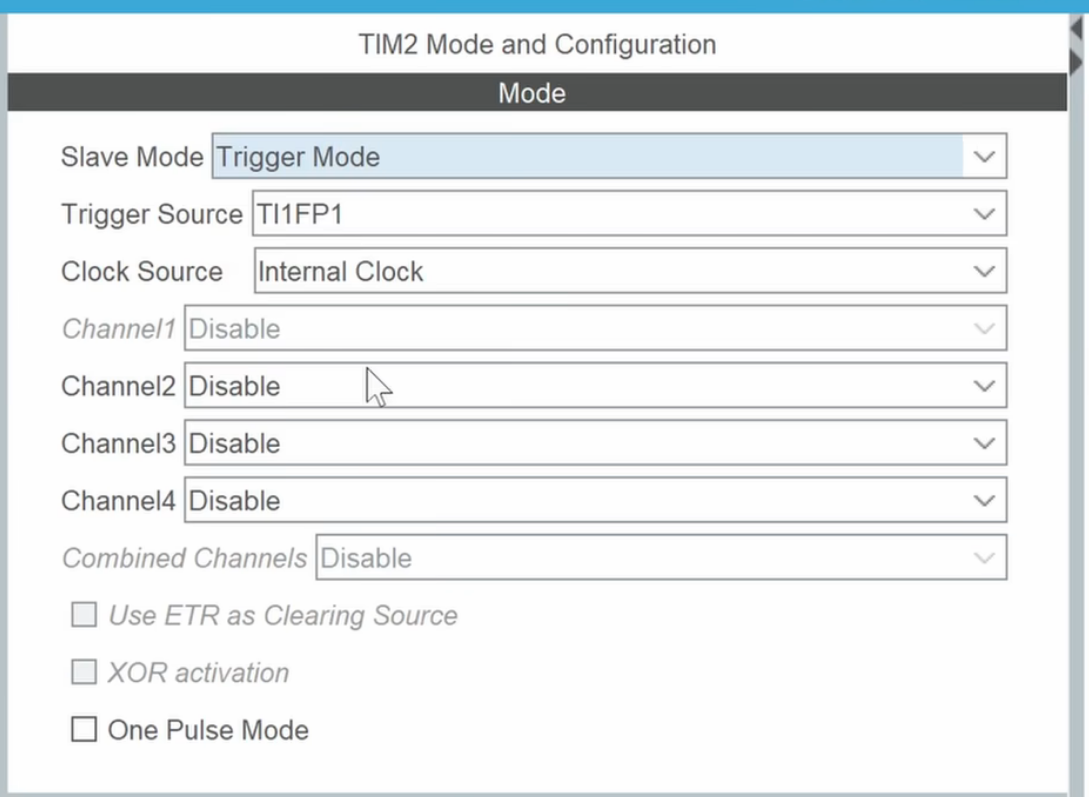 TIM2 Mode and Configuration
Mode
Slave Mode Trigger Mode
Trigger Source TI1FP1
Clock Source Internal Clock
Channel1 Disable
Channel2 Disable
Channel3 Disable
Channel4 Disable
Combined Channels Disable
Use ETR as Clearing Source
XOR activation
One Pulse Mode